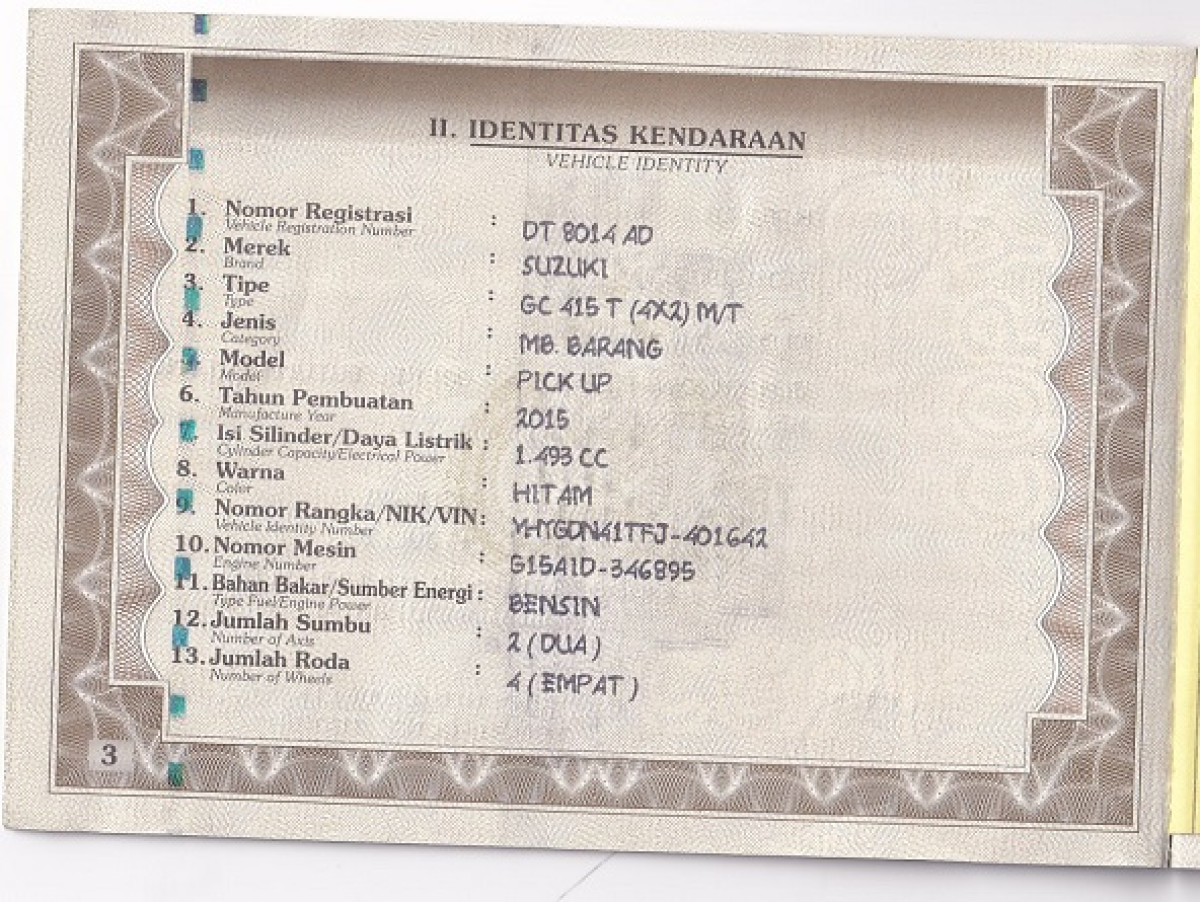 II. IDENTITAS KENDARAAN
VEHICLE IDENTITY
1. Nomor Registrasi : DT 8014 AD
Vehicle Registration Number
2. Merek : SUZUKI
Brand
3. Tipe : GC 415 T (4X2) M/T
Type
4. Jenis : MB. BARANG
Category
5. Model : PICK UP
Model
6. Tahun Pembuatan : 2015
Manufacture Year
7. Isi Silinder/Daya Listrik : 1.493 CC
Cylinder Capacity/Electrical Power
8. Warna : HITAM
Color
9. Nomor Rangka/NIK/VIN : MHYGDN41TFJ-401642
Vehicle Identity Number
10. Nomor Mesin : G15AID-346895
Engine Number
11. Bahan Bakar/Sumber Energi : BENSIN
Type Fuel/Engine Power
12. Jumlah Sumbu : 2 ( DUA )
Number of Axis
13. Jumlah Roda : 4 ( EMPAT )
Number of Wheels
3